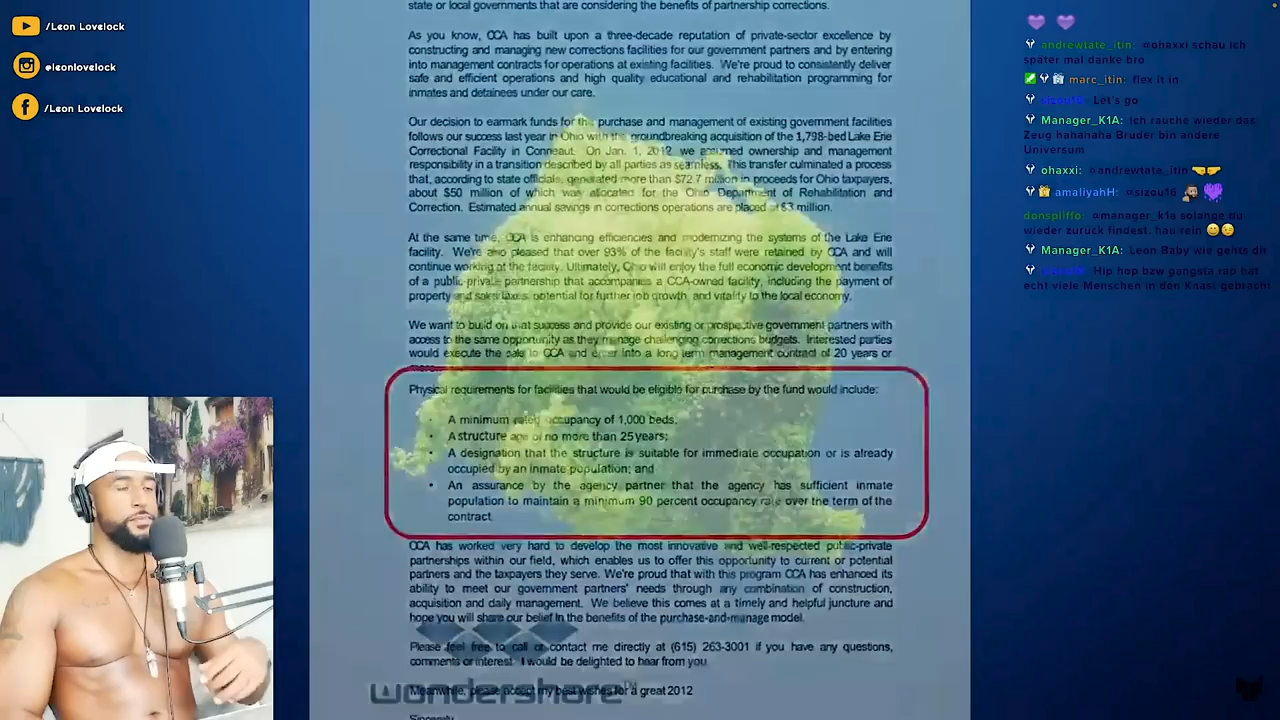 /Leon Lovelock
@leonlovelock
/Leon Lovelock
state or local governments that are considering the benefits of partnership corrections.
As you know, CCA has built upon a three-decade reputation of private-sector excellence by
constructing and managing new corrections facilities for our government partners and by entering
into management contracts for operations at existing facilities. We're proud to consistently deliver
safe and efficient operations and high quality educational and rehabilitation programming for
inmates and detainees under our care.
Our decision to earmark funds for the purchase and management of existing government facilities
follows our success last year in Ohio with the groundbreaking acquisition of the 1,798-bed Lake Erie
Correctional Facility in Conneaut. On Jan. 1, 2012, we assumed ownership and management
responsibility in a transition described by all parties as seamless. This transfer culminated a process
that, according to state officials, generated more than $72.7 million in proceeds for Ohio taxpayers,
about $50 million of which was allocated for the Ohio Department of Rehabilitation and
Correction. Estimated annual savings in corrections operations are placed at $3 million.
At the same time, CCA is enhancing efficiencies and modernizing the systems of the Lake Erie
facility. We're also pleased that over 93% of the facility's staff were retained by CCA and will
continue working at the facility. Ultimately, Ohio will enjoy the full economic development benefits
of a public-private partnership that accompanies a CCA-owned facility, including the payment of
property and sales taxes, potential for further job growth, and vitality to the local economy.
We want to build on that success and provide our existing or prospective government partners with
access to the same opportunity as they manage challenging corrections budgets. Interested parties
would execute the sale to CCA and enter into a long term management contract of 20 years or
more.
Physical requirements for facilities that would be eligible for purchase by the fund would include:
• A minimum rated occupancy of 1,000 beds;
• A structure age of no more than 25 years;
• A designation that the structure is suitable for immediate occupation or is already
occupied by an inmate population; and
• An assurance by the agency partner that the agency has sufficient inmate
population to maintain a minimum 90 percent occupancy rate over the term of the
contract.
CCA has worked very hard to develop the most innovative and well-respected public-private
partnerships within our field, which enables us to offer this opportunity to current or potential
partners and the taxpayers they serve. We're proud that with this program CCA has enhanced its
ability to meet our government partners' needs through any combination of construction,
acquisition and daily management. We believe this comes at a timely and helpful juncture and
hope you will share our belief in the benefits of the purchase-and-manage model.
Please feel free to call or contact me directly at (615) 263-3001 if you have any questions,
comments or interest. I would be delighted to hear from you.
Meanwhile, please accept my best wishes for a great 2012
Sincerely
wondershare™
andrewtate_itin: @ohaxxi schau ich
später mal danke bro
marc_itin: flex it in
sizou16: Let's go
Manager_K1A: Ich rauche wieder das
Zeug hahahaha Bruder bin andere
Universum
ohaxxi: @andrewtate_itin
amaliyahH: @sizou16
donspliffo: @manager_k1a solange du
wieder zurück findest, hau rein
Manager_K1A: Leon Baby wie gehts dir
Hip hop bzw gangsta rap hat
echt viele Menschen in den Knast gebracht